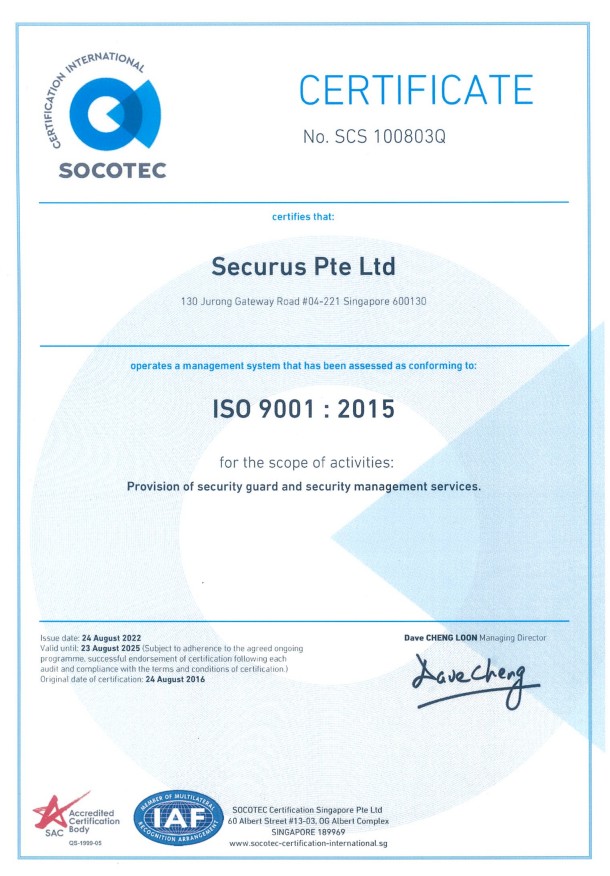 CERTIFICATION INTERNATIONAL
SOCOTEC
CERTIFICATE
No. SCS 100803Q
certifies that:
Securus Pte Ltd
130 Jurong Gateway Road #04-221 Singapore 600130
operates a management system that has been assessed as conforming to:
ISO 9001 : 2015
for the scope of activities:
Provision of security guard and security management services.
Issue date: 24 August 2022
Valid until: 23 August 2025 (Subject to adherence to the agreed ongoing
programme, successful endorsement of certification following each
audit and compliance with the terms and conditions of certification.)
Original date of certification: 24 August 2016
Dave CHENG LOON Managing Director
Dave Cheng
SAC
Accredited
Certification
Body
QS-1999-05
MEMBER OF MULTILATERAL
IAF
RECOGNITION ARRANGEMENT
SOCOTEC Certification Singapore Pte Ltd
60 Albert Street #13-03, OG Albert Complex
SINGAPORE 189969
www.socotec-certification-international.sg